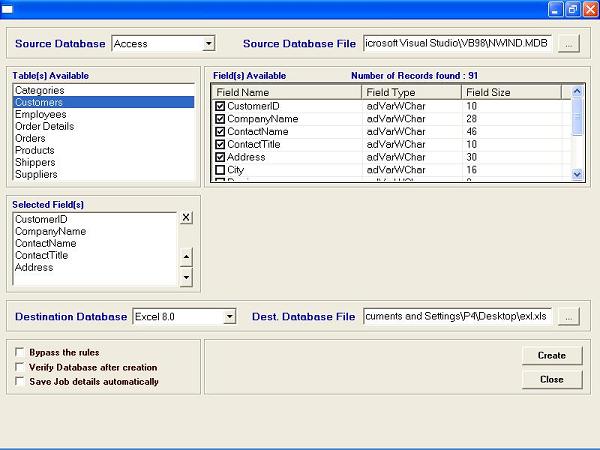 Source Database Access Source Database File icrosoft Visual Studio\VB98\NWIND.MDB ...
Table(s) Available
Categories
Customers
Employees
Order Details
Orders
Products
Shippers
Suppliers
Field(s) Available Number of Records found : 91
Field Name Field Type Field Size
CustomerID adVarWChar 10
CompanyName adVarWChar 28
ContactName adVarWChar 46
ContactTitle adVarWChar 10
Address adVarWChar 30
City adVarWChar 16
Selected Field(s)
CustomerID
CompanyName
ContactName
ContactTitle
Address
X
Destination Database Excel 8.0 Dest. Database File cuments and Settings\P4\Desktop\exl.xls ...
Bypass the rules
Verify Database after creation
Save Job details automatically
Create
Close